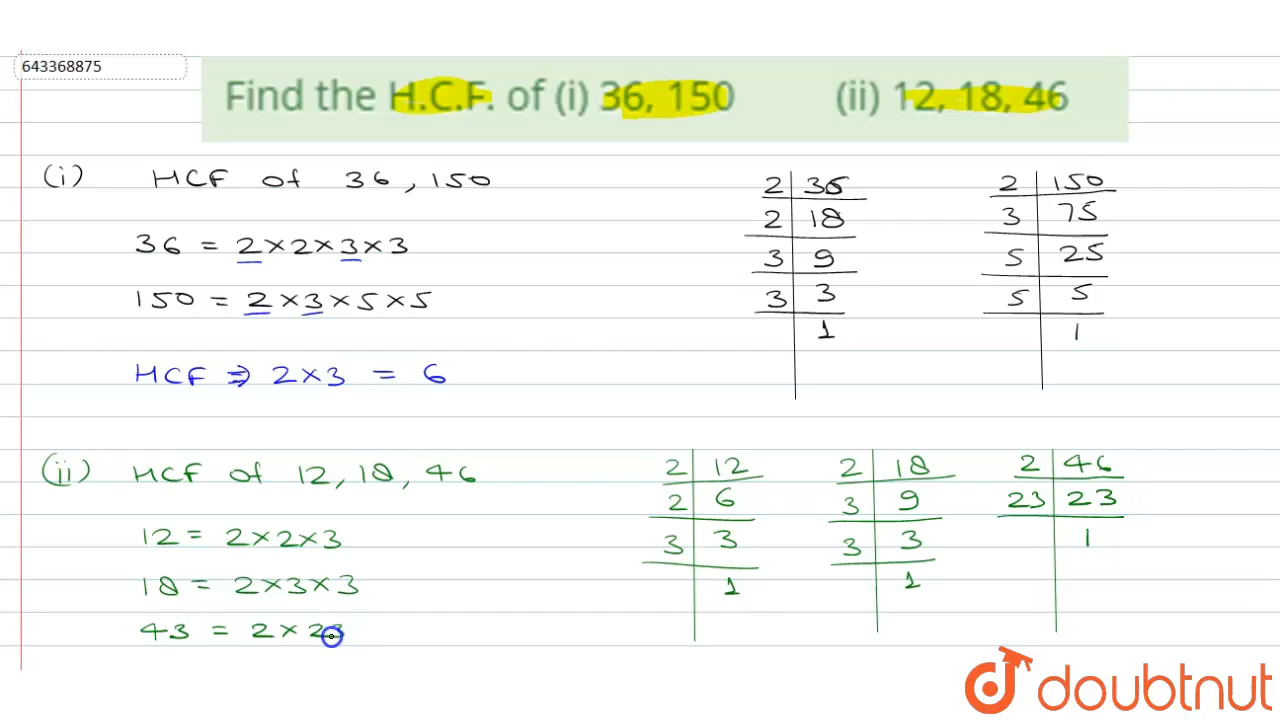 643368875
Find the H.C.F. of (i) 36, 150 (ii) 12, 18, 46
(i) HCF of 36, 150
36 = 2×2×3×3
150 = 2×3×5×5
HCF ⇒ 2×3 = 6
2 36
2 18
3 9
3 3
1
2 150
3 75
5 25
5 5
1
(ii) HCF of 12, 18, 46
12 = 2×2×3
18 = 2×3×3
43 = 2×23
2 12
2 6
3 3
1
2 18
3 9
3 3
1
2 46
23 23
1
doubtnut